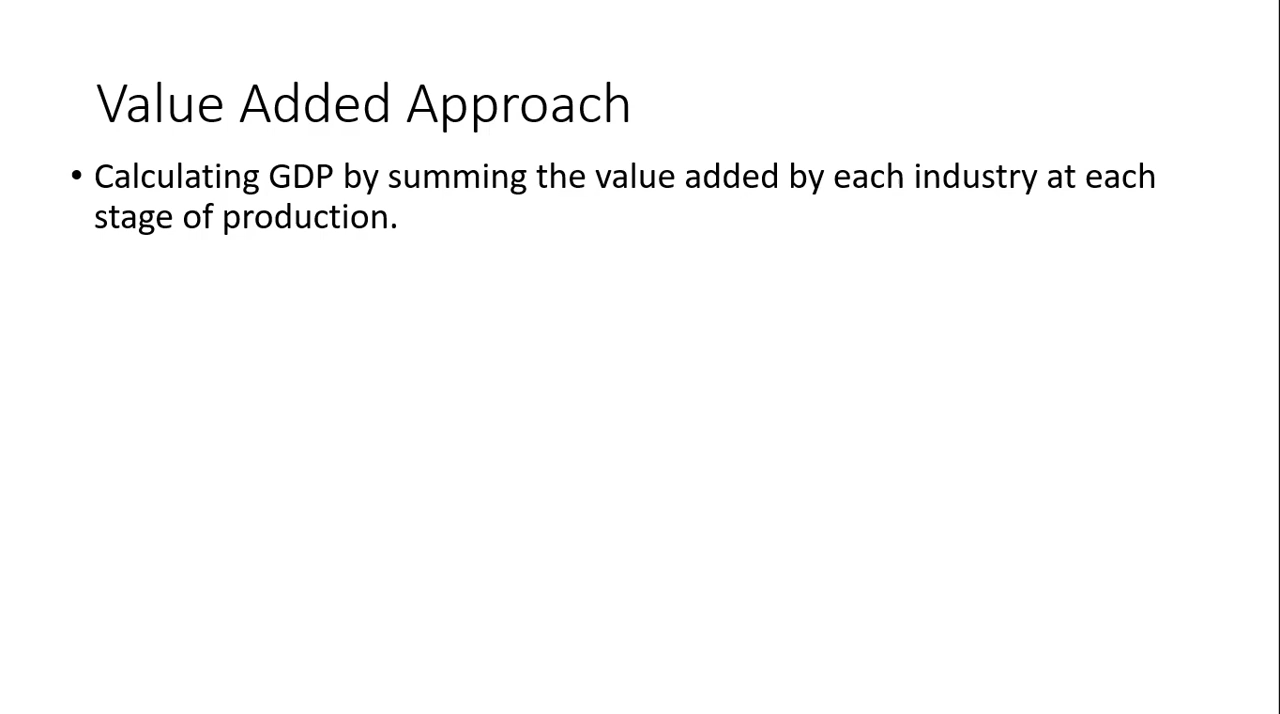 Value Added Approach
• Calculating GDP by summing the value added by each industry at each
stage of production.